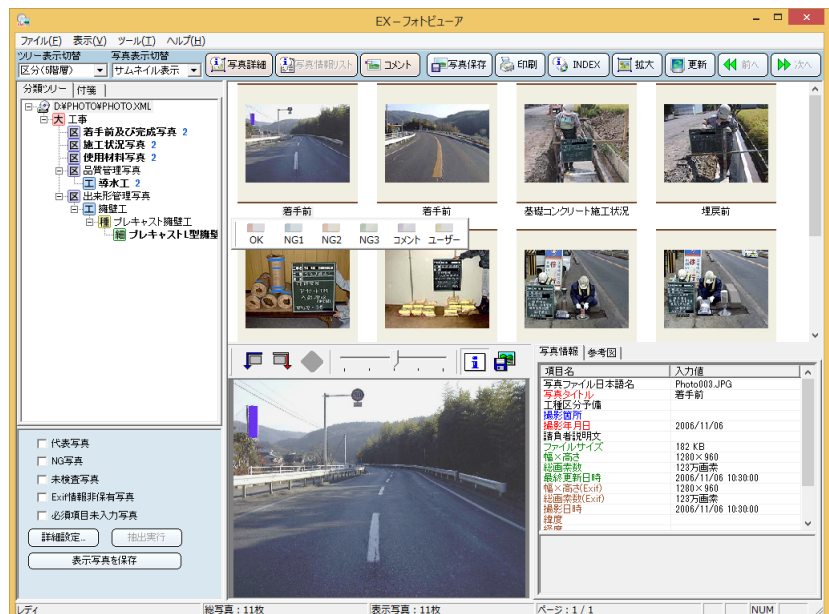 EX-フォトビューア
ファイル(F) 表示(V) ツール(T) ヘルプ(H)
ツリー表示切替 写真表示切替
区分(5階層) サムネイル表示 写真詳細 写真情報リスト コメント 写真保存 印刷 INDEX 拡大 更新 前へ 次へ
分類ツリー 付箋
D:¥PHOTO¥PHOTO.XML
大 工事
区 着手前及び完成写真 2
区 施工状況写真 2
区 使用材料写真 2
区 品質管理写真
工 導水工 2
区 出来形管理写真
工 擁壁工
種 プレキャスト擁壁工
細 プレキャストL型擁壁
着手前 着手前 基礎コンクリート施工状況 埋戻前
OK NG1 NG2 NG3 コメント ユーザー
代表写真
NG写真
未検査写真
Exif情報非保有写真
必須項目未入力写真
詳細設定... 抽出実行
表示写真を保存
写真情報 参考図
項目名 入力値
写真ファイル日本語名 Photo003.JPG
写真タイトル 着手前
工種区分予備
撮影箇所
撮影年月日 2006/11/06
請負者説明文
ファイルサイズ 182 KB
幅×高さ 1280×960
総画素数 123万画素
最終更新日時 2006/11/06 10:30:00
幅×高さ(Exif) 1280×960
総画素数(Exif) 123万画素
撮影日時 2006/11/06 10:30:00
緯度
経度
レディ 総写真:11枚 表示写真:11枚 ページ:1/1 NUM